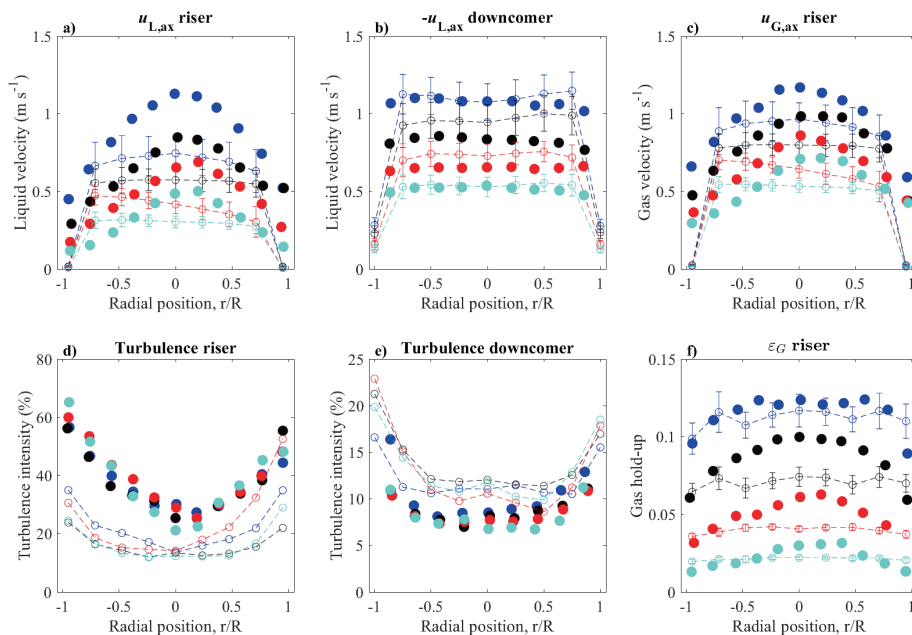 a) u_L,ax riser
1.5
1
0.5
0
Liquid velocity (m s⁻¹)
-1 -0.5 0 0.5 1
Radial position, r/R
b) -u_L,ax downcomer
1.5
1
0.5
0
Liquid velocity (m s⁻¹)
-1 -0.5 0 0.5 1
Radial position, r/R
c) u_G,ax riser
1.5
1
0.5
0
Gas velocity (m s⁻¹)
-1 -0.5 0 0.5 1
Radial position, r/R
d) Turbulence riser
80
60
40
20
0
Turbulence intensity (%)
-1 -0.5 0 0.5 1
Radial position, r/R
e) Turbulence downcomer
25
20
15
10
5
0
Turbulence intensity (%)
-1 -0.5 0 0.5 1
Radial position, r/R
f) ε_G riser
0.15
0.1
0.05
0
Gas hold-up
-1 -0.5 0 0.5 1
Radial position, r/R